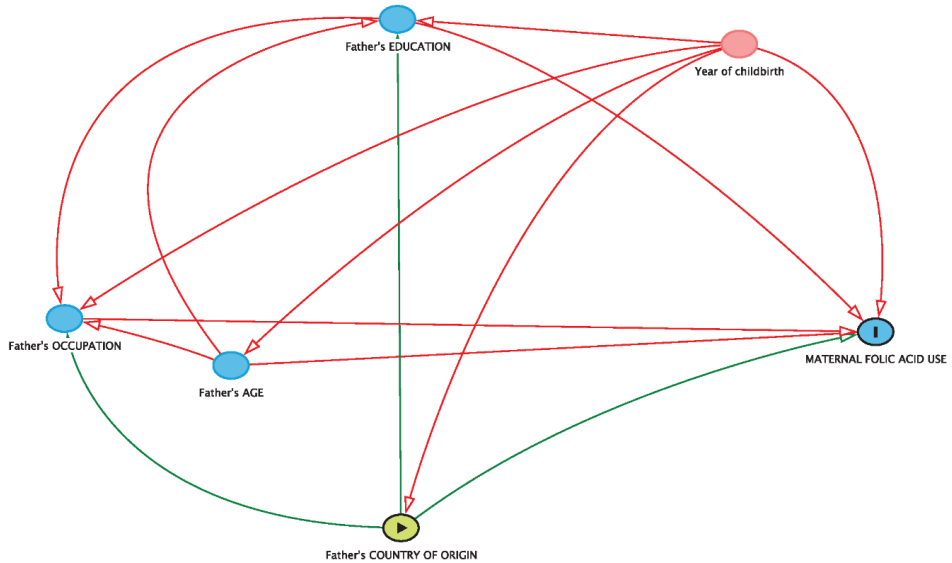 Father's EDUCATION
Year of childbirth
Father's OCCUPATION
MATERNAL FOLIC ACID USE
Father's AGE
Father's COUNTRY OF ORIGIN